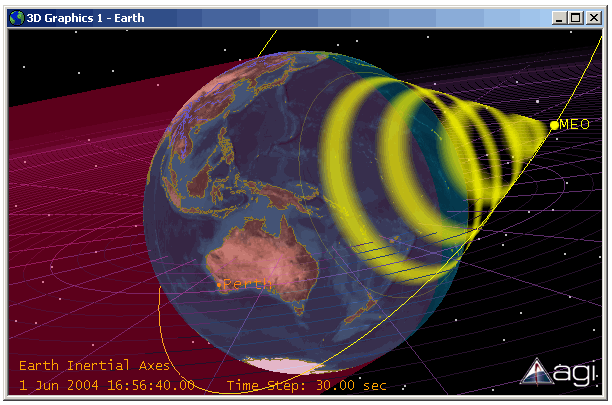 3D Graphics 1 - Earth
MEO
Perth
Earth Inertial Axes
1 Jun 2004 16:56:40.00 Time Step: 30.00 sec
agi